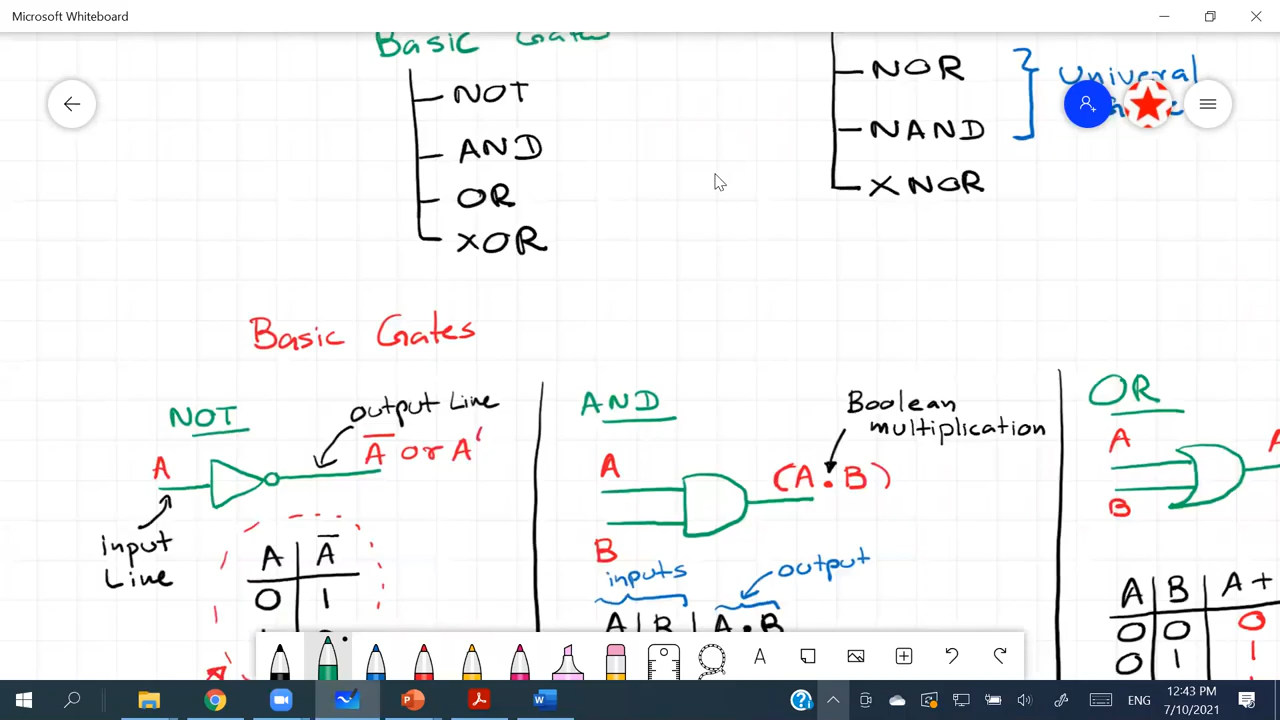 Microsoft Whiteboard
Basic Gates
NOT
AND
OR
XOR
NOR
NAND
XNOR
Univeral
Basic Gates
NOT
output Line
A
A̅ or A'
Input
Line
A | A̅
0 | 1
AND
Boolean
multiplication
A
(A.B)
B
inputs
output
A | B | A.B
OR
A
B
A | B | A+
0 | 0 | 0
0 | 1 | 1
A
ENG
12:43 PM
7/10/2021